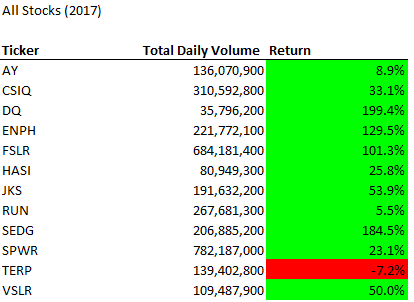 All Stocks (2017)
Ticker Total Daily Volume Return
AY 136,070,900 8.9%
CSIQ 310,592,800 33.1%
DQ 35,796,200 199.4%
ENPH 221,772,100 129.5%
FSLR 684,181,400 101.3%
HASI 80,949,300 25.8%
JKS 191,632,200 53.9%
RUN 267,681,300 5.5%
SEDG 206,885,200 184.5%
SPWR 782,187,000 23.1%
TERP 139,402,800 -7.2%
VSLR 109,487,900 50.0%